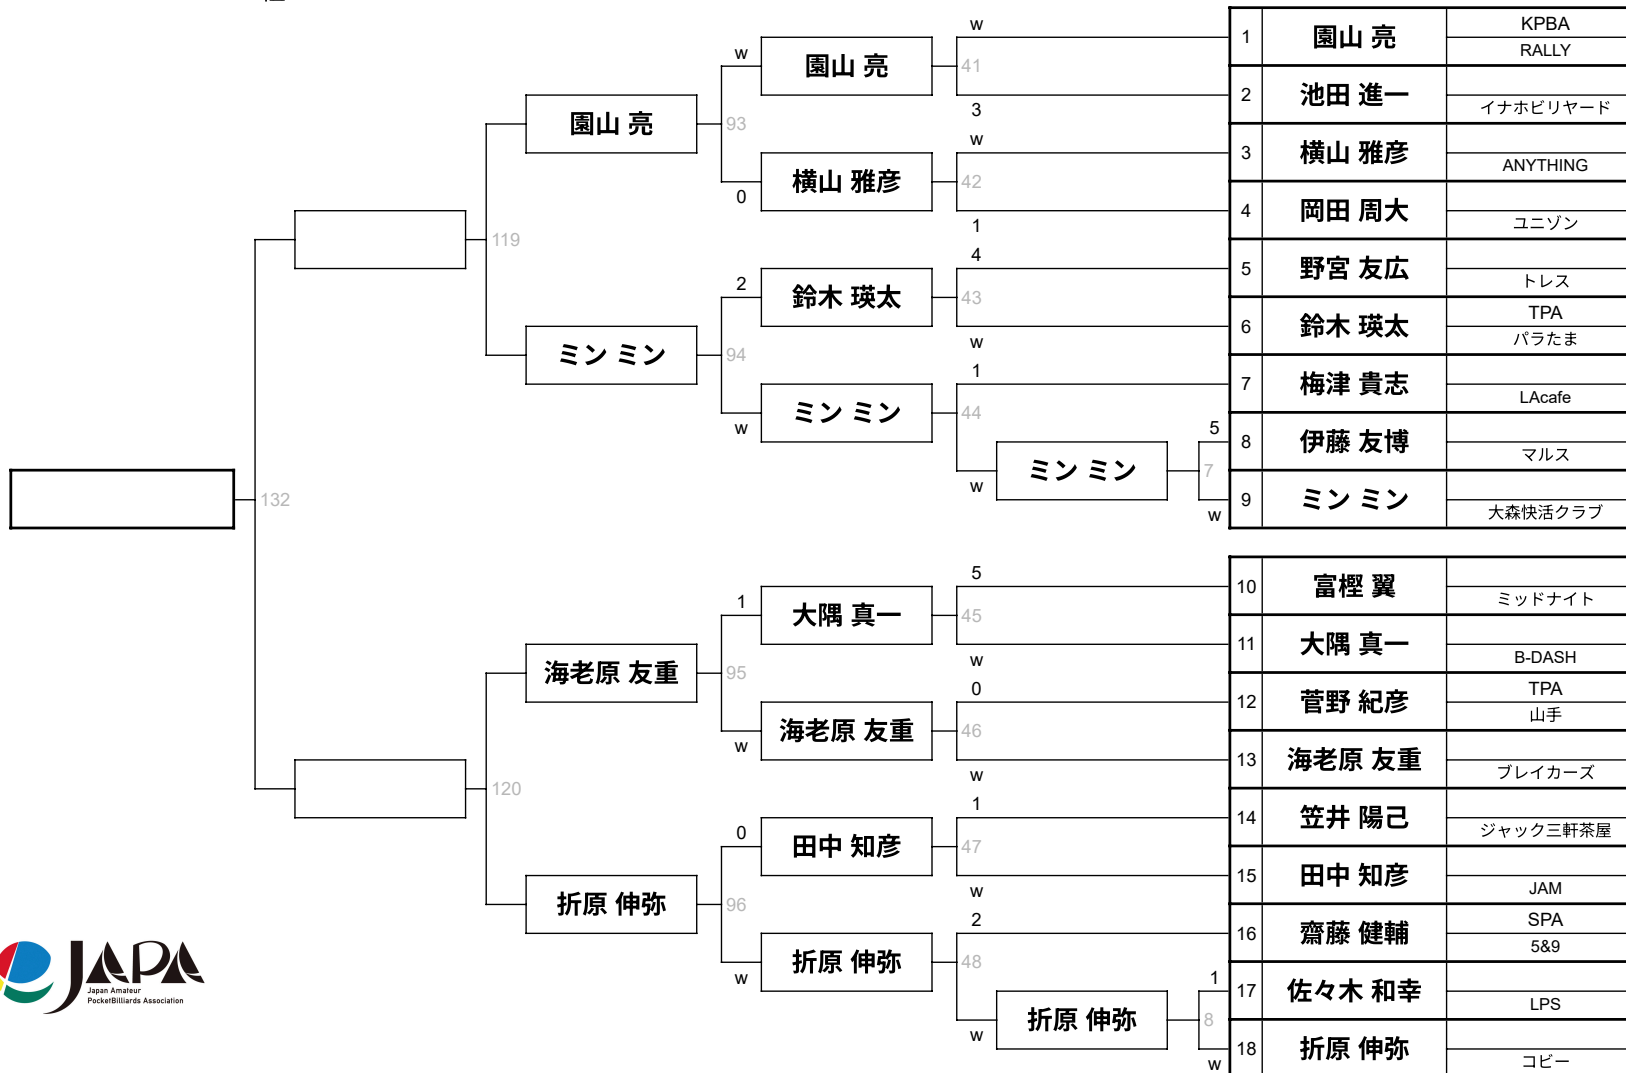 w
1 園山 亮 KPBA
RALLY
w 園山 亮 41
2 池田 進一 イナホビリヤード
園山 亮 93 3
w
3 横山 雅彦 ANYTHING
0 横山 雅彦 42
4 岡田 周大 ユニゾン
1
119
4
5 野宮 友広 トレス
2 鈴木 瑛太 43
6 鈴木 瑛太 TPA
パラたま
w
ミン ミン 94
1
7 梅津 貴志 LAcafe
w ミン ミン 44
5
8 伊藤 友博 マルス
w ミン ミン 7
9 ミン ミン 大森快活クラブ
w
132
5
10 富樫 翼 ミッドナイト
1 大隅 真一 45
11 大隅 真一 B-DASH
w
海老原 友重 95
0
12 菅野 紀彦 TPA
山手
w 海老原 友重 46
13 海老原 友重 ブレイカーズ
w
120
1
14 笠井 陽己 ジャック三軒茶屋
0 田中 知彦 47
15 田中 知彦 JAM
w
折原 伸弥 96
2
16 齋藤 健輔 SPA
5&9
w 折原 伸弥 48
1
17 佐々木 和幸 LPS
w 折原 伸弥 8
18 折原 伸弥 コビー
w
JAPA
Japan Amateur
PocketBilliards Association